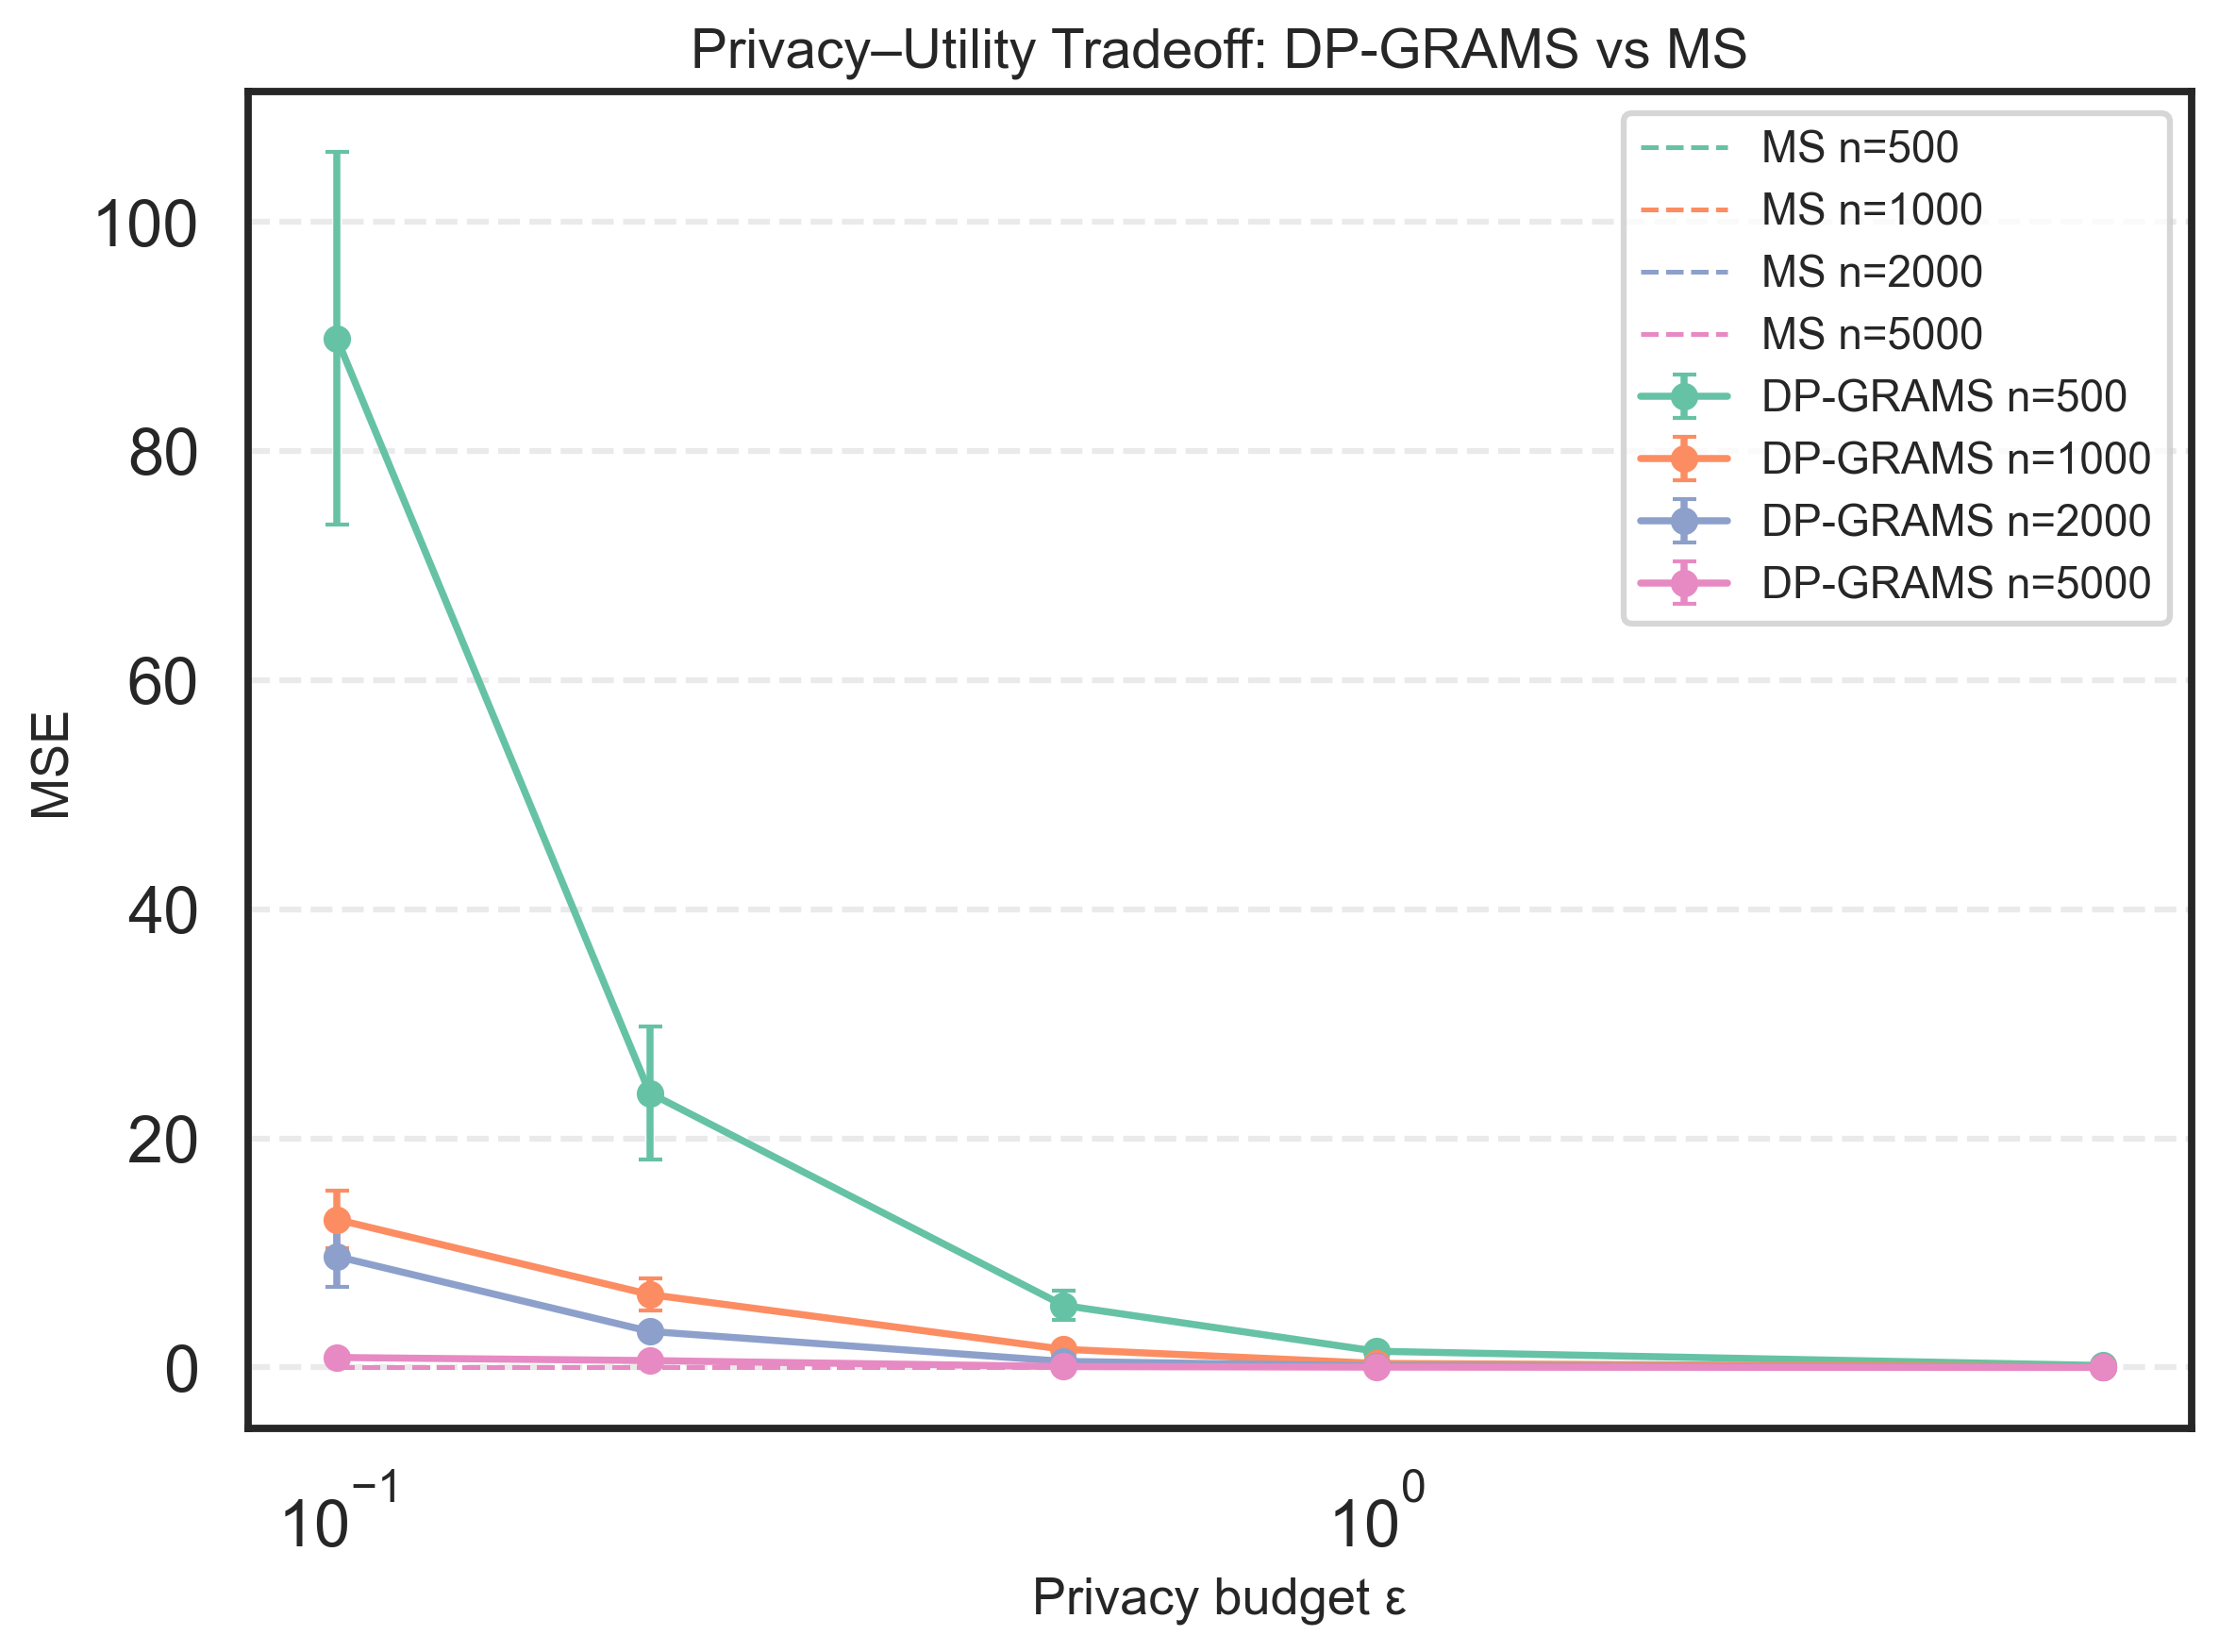 Privacy–Utility Tradeoff: DP-GRAMS vs MS
MS n=500
MS n=1000
MS n=2000
MS n=5000
DP-GRAMS n=500
DP-GRAMS n=1000
DP-GRAMS n=2000
DP-GRAMS n=5000
100
80
60
40
20
0
MSE
10⁻¹
10⁰
Privacy budget ε